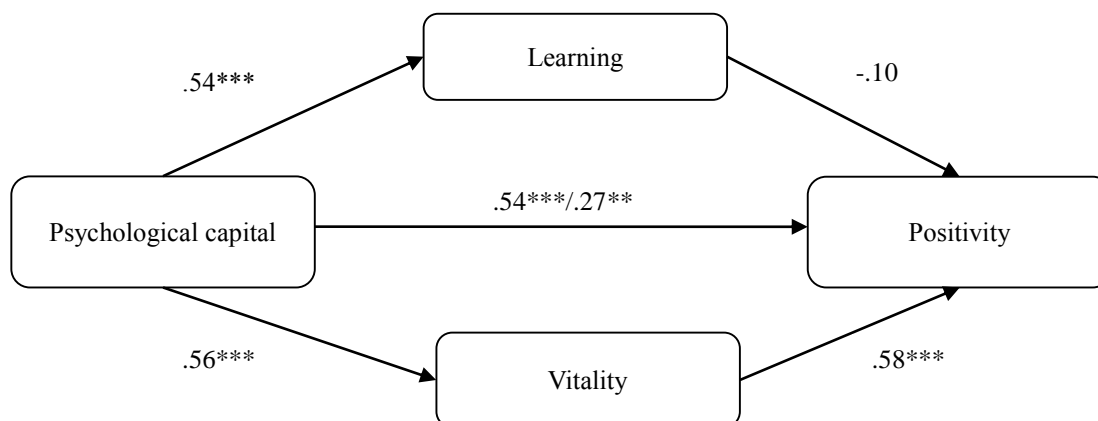 Learning
.54***
-.10
.54***/.27**
Psychological capital
Positivity
.56***
Vitality
.58***